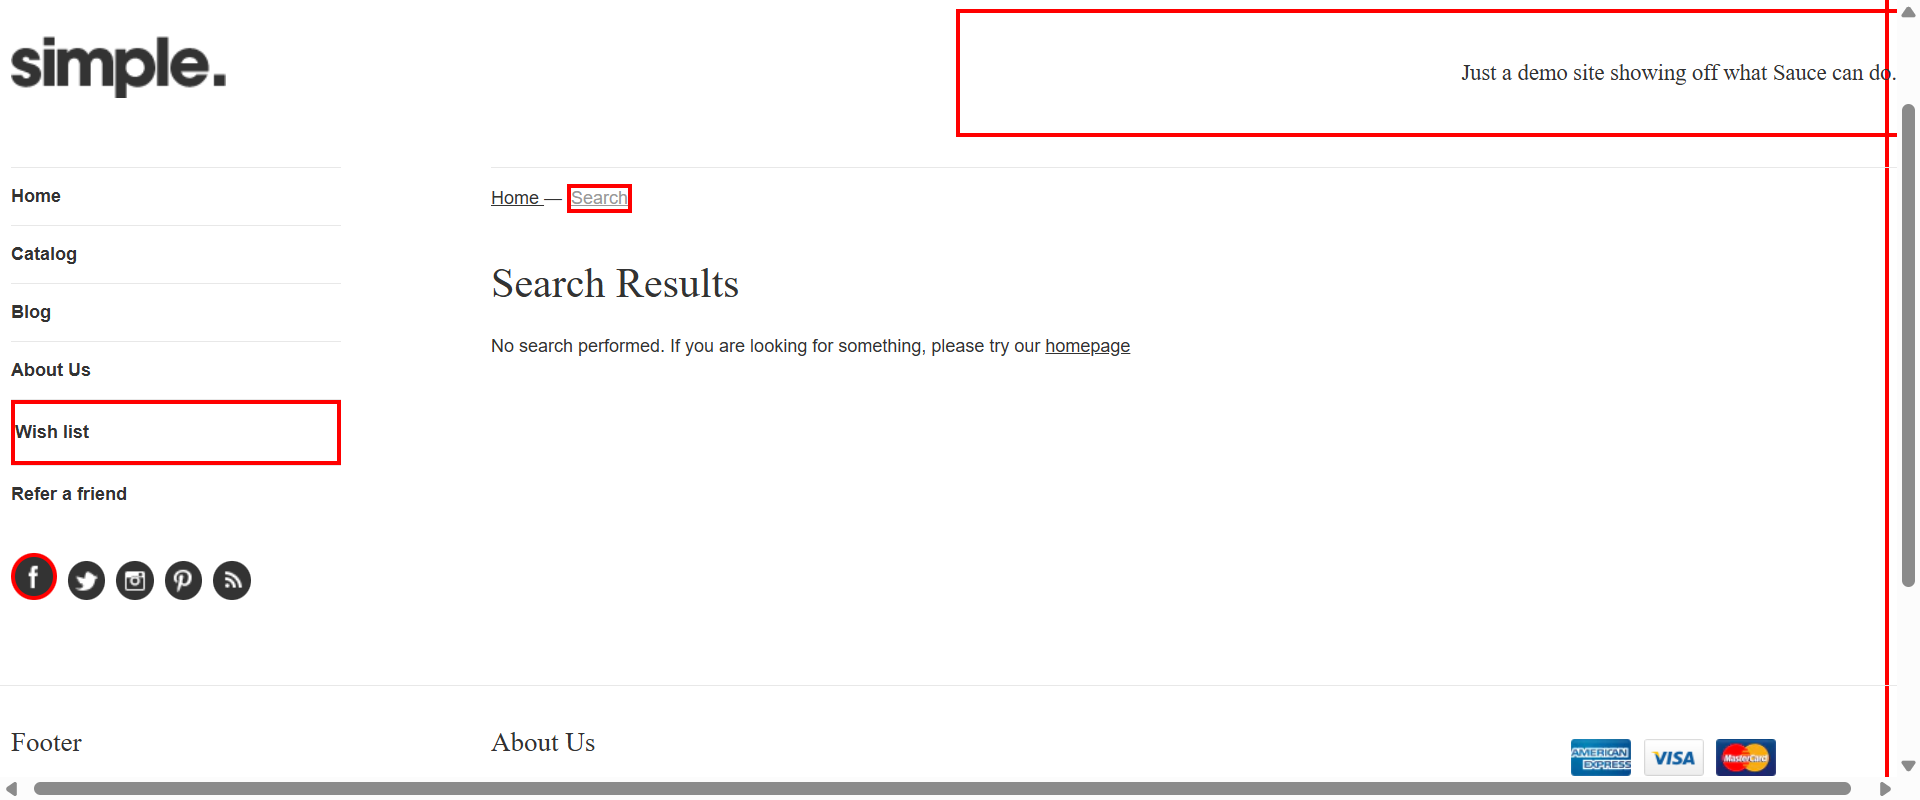 simple.
Just a demo site showing off what Sauce can do.
Home
Catalog
Blog
About Us
Wish list
Refer a friend
Home — Search
Search Results
No search performed. If you are looking for something, please try our homepage
Footer
About Us
AMERICAN EXPRESS
VISA
MasterCard